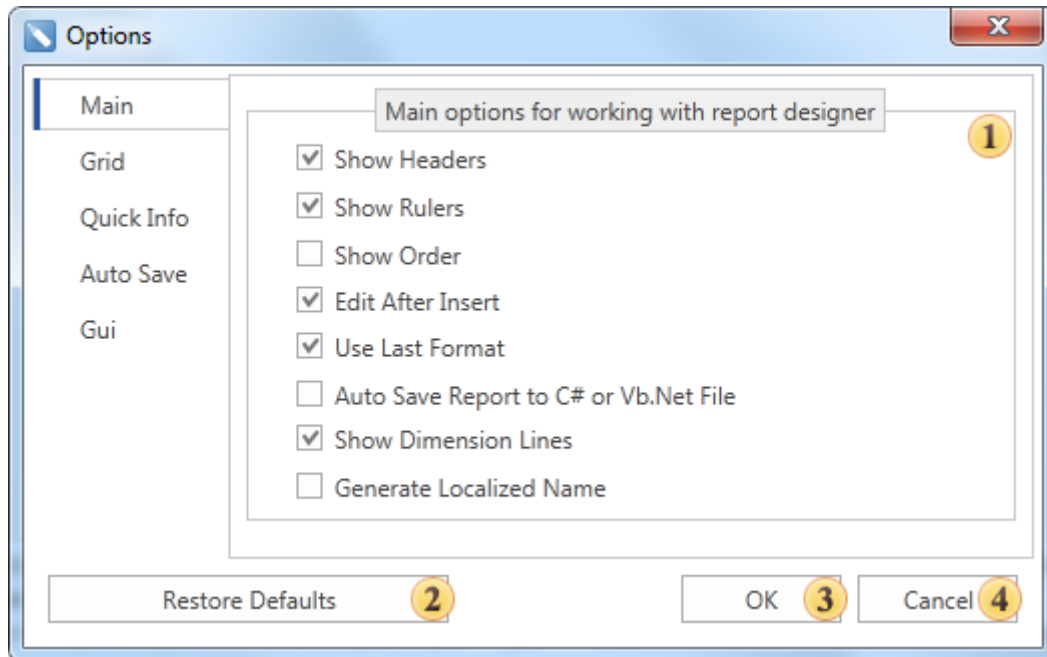 Options
Main
Grid
Quick Info
Auto Save
Gui
Main options for working with report designer
1
Show Headers
Show Rulers
Show Order
Edit After Insert
Use Last Format
Auto Save Report to C# or Vb.Net File
Show Dimension Lines
Generate Localized Name
Restore Defaults 2
OK 3
Cancel 4